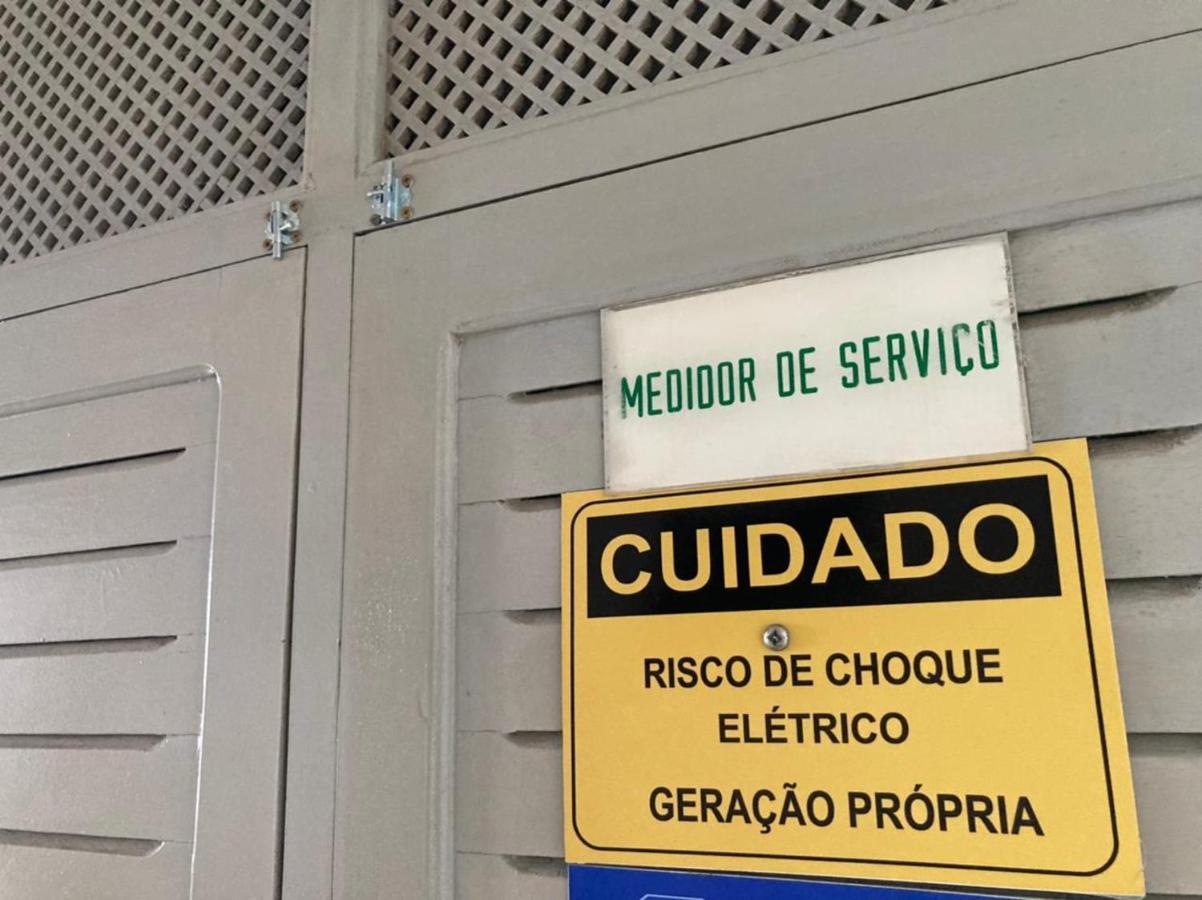 MEDIDOR DE SERVIÇO
CUIDADO
RISCO DE CHOQUE
ELÉTRICO
GERAÇÃO PRÓPRIA